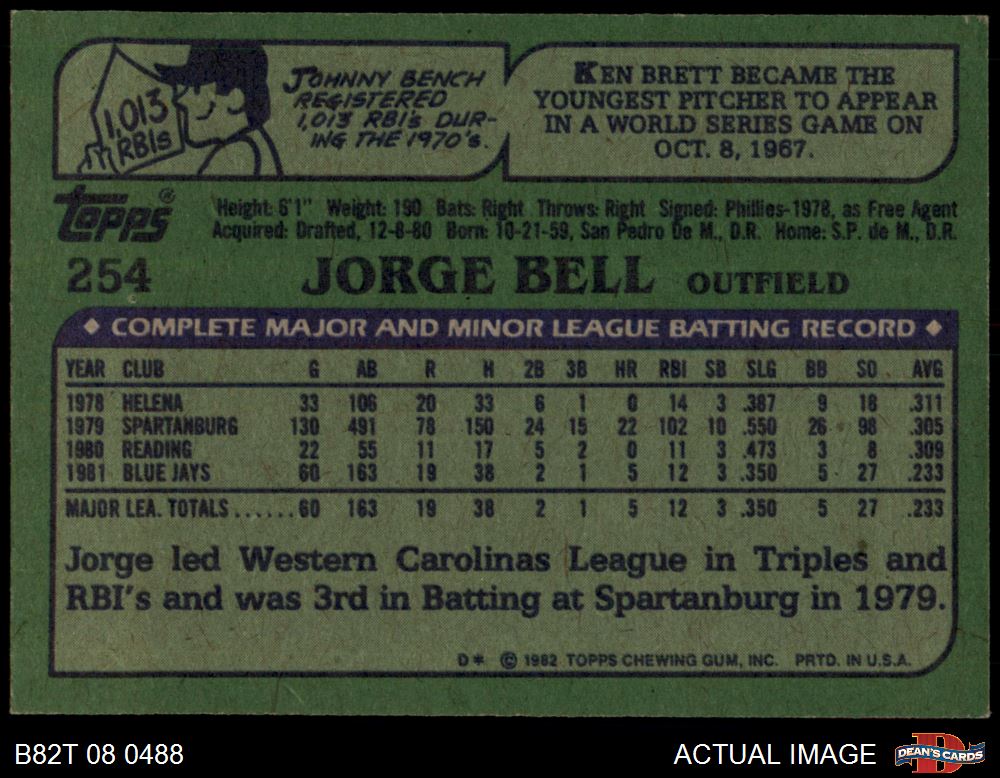 1,013
RBIs
JOHNNY BENCH
REGISTERED
1,013 RBIs DUR-
ING THE 1970's.
KEN BRETT BECAME THE
YOUNGEST PITCHER TO APPEAR
IN A WORLD SERIES GAME ON
OCT. 8, 1967.
Topps®
Height: 6'1" Weight: 190 Bats: Right Throws: Right Signed: Phillies-1978, as Free Agent
Acquired: Drafted, 12-8-80 Born: 10-21-59, San Pedro De M., D.R. Home: S.P. de M., D.R.
254 JORGE BELL OUTFIELD
◆ COMPLETE MAJOR AND MINOR LEAGUE BATTING RECORD ◆
YEAR CLUB G AB R H 2B 3B HR RBI SB SLG BB SO AVG
1978 HELENA 33 106 20 33 6 1 0 14 3 .387 9 18 .311
1979 SPARTANBURG 130 491 78 150 24 15 22 102 10 .550 26 98 .305
1980 READING 22 55 11 17 5 2 0 11 3 .473 3 8 .309
1981 BLUE JAYS 60 163 19 38 2 1 5 12 3 .350 5 27 .233
MAJOR LEA. TOTALS......60 163 19 38 2 1 5 12 3 .350 5 27 .233
Jorge led Western Carolinas League in Triples and
RBI's and was 3rd in Batting at Spartanburg in 1979.
D* © 1982 TOPPS CHEWING GUM, INC. PRTD. IN U.S.A.
B82T 08 0488 ACTUAL IMAGE DEAN'S CARDS